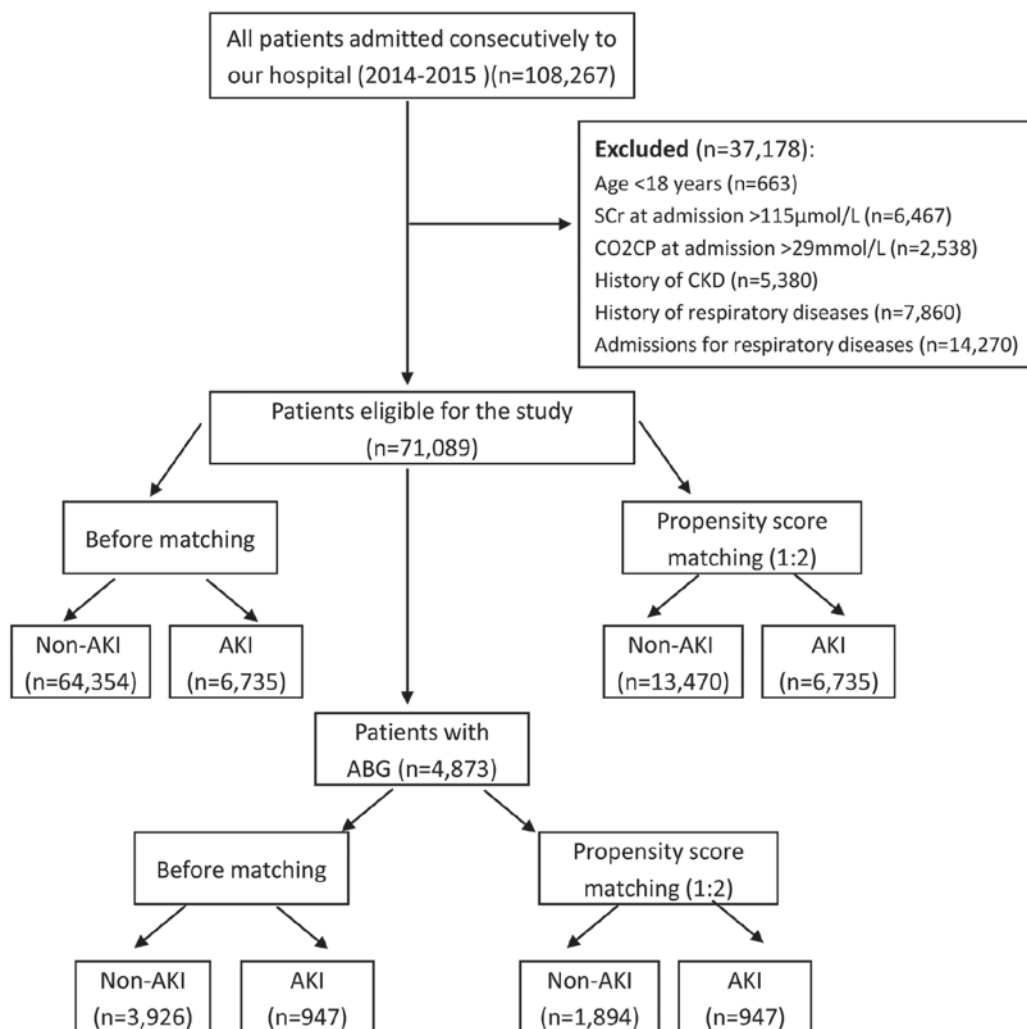 All patients admitted consecutively to
our hospital (2014-2015 )(n=108,267)
Excluded (n=37,178):
Age <18 years (n=663)
SCr at admission >115μmol/L (n=6,467)
CO2CP at admission >29mmol/L (n=2,538)
History of CKD (n=5,380)
History of respiratory diseases (n=7,860)
Admissions for respiratory diseases (n=14,270)
Patients eligible for the study
(n=71,089)
Before matching
Propensity score
matching (1:2)
Non-AKI
(n=64,354)
AKI
(n=6,735)
Non-AKI
(n=13,470)
AKI
(n=6,735)
Patients with
ABG (n=4,873)
Before matching
Propensity score
matching (1:2)
Non-AKI
(n=3,926)
AKI
(n=947)
Non-AKI
(n=1,894)
AKI
(n=947)